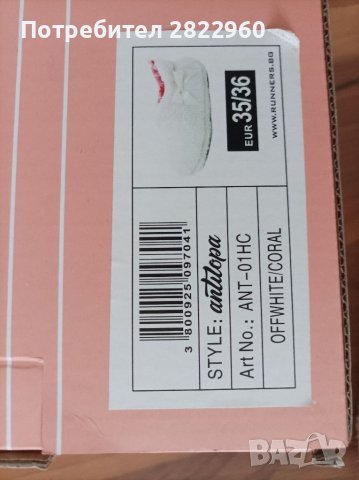 Потребител 2822960
EUR 35/36
WWW.RUNNERS.BG
3 800925 097041
STYLE: antilopa
Art No.: ANT-01HC
OFFWHITE/CORAL
BAZAR